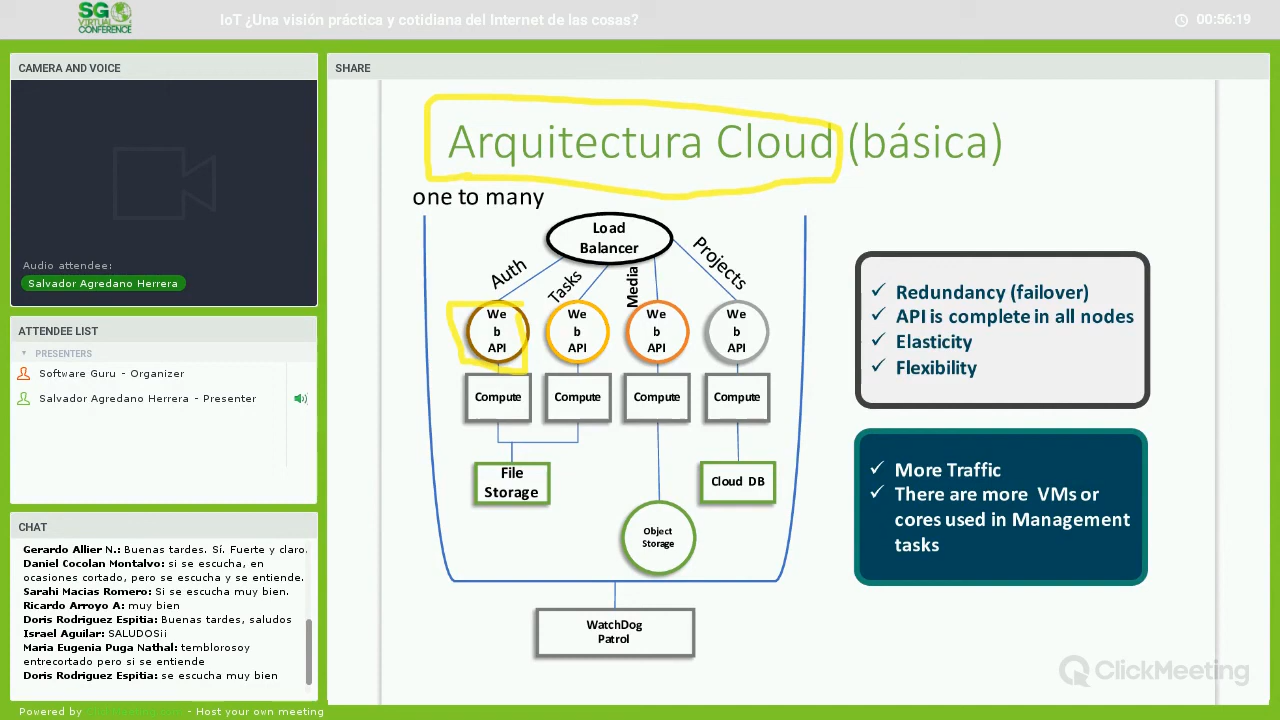 SG
VIRTUAL
CONFERENCE
IoT ¿Una visión práctica y cotidiana del Internet de las cosas?
00:56:19
CAMERA AND VOICE
Audio attendee:
Salvador Agredano Herrera
ATTENDEE LIST
PRESENTERS
Software Guru - Organizer
Salvador Agredano Herrera - Presenter
CHAT
Gerardo Allier N.: Buenas tardes. Sí. Fuerte y claro.
Daniel Cocolan Montalvo: si se escucha, en
ocasiones cortado, pero se escucha y se entiende.
Sarahi Macias Romero: Si se escucha muy bien.
Ricardo Arroyo A: muy bien
Doris Rodriguez Espitia: Buenas tardes, saludos
Israel Aguilar: SALUDOS¡¡
Maria Eugenia Puga Nathal: temblorosoy
entrecortado pero si se entiende
Doris Rodriguez Espitia: se escucha muy bien
Powered by ClickMeeting.com - Host your own meeting
SHARE
Arquitectura Cloud (básica)
one to many
Load
Balancer
Auth
Tasks
Media
Projects
We
b
API
We
b
API
We
b
API
We
b
API
Compute
Compute
Compute
Compute
File
Storage
Cloud DB
Object
Storage
WatchDog
Patrol
✓ Redundancy (failover)
✓ API is complete in all nodes
✓ Elasticity
✓ Flexibility
✓ More Traffic
✓ There are more VMs or
cores used in Management
tasks
ClickMeeting